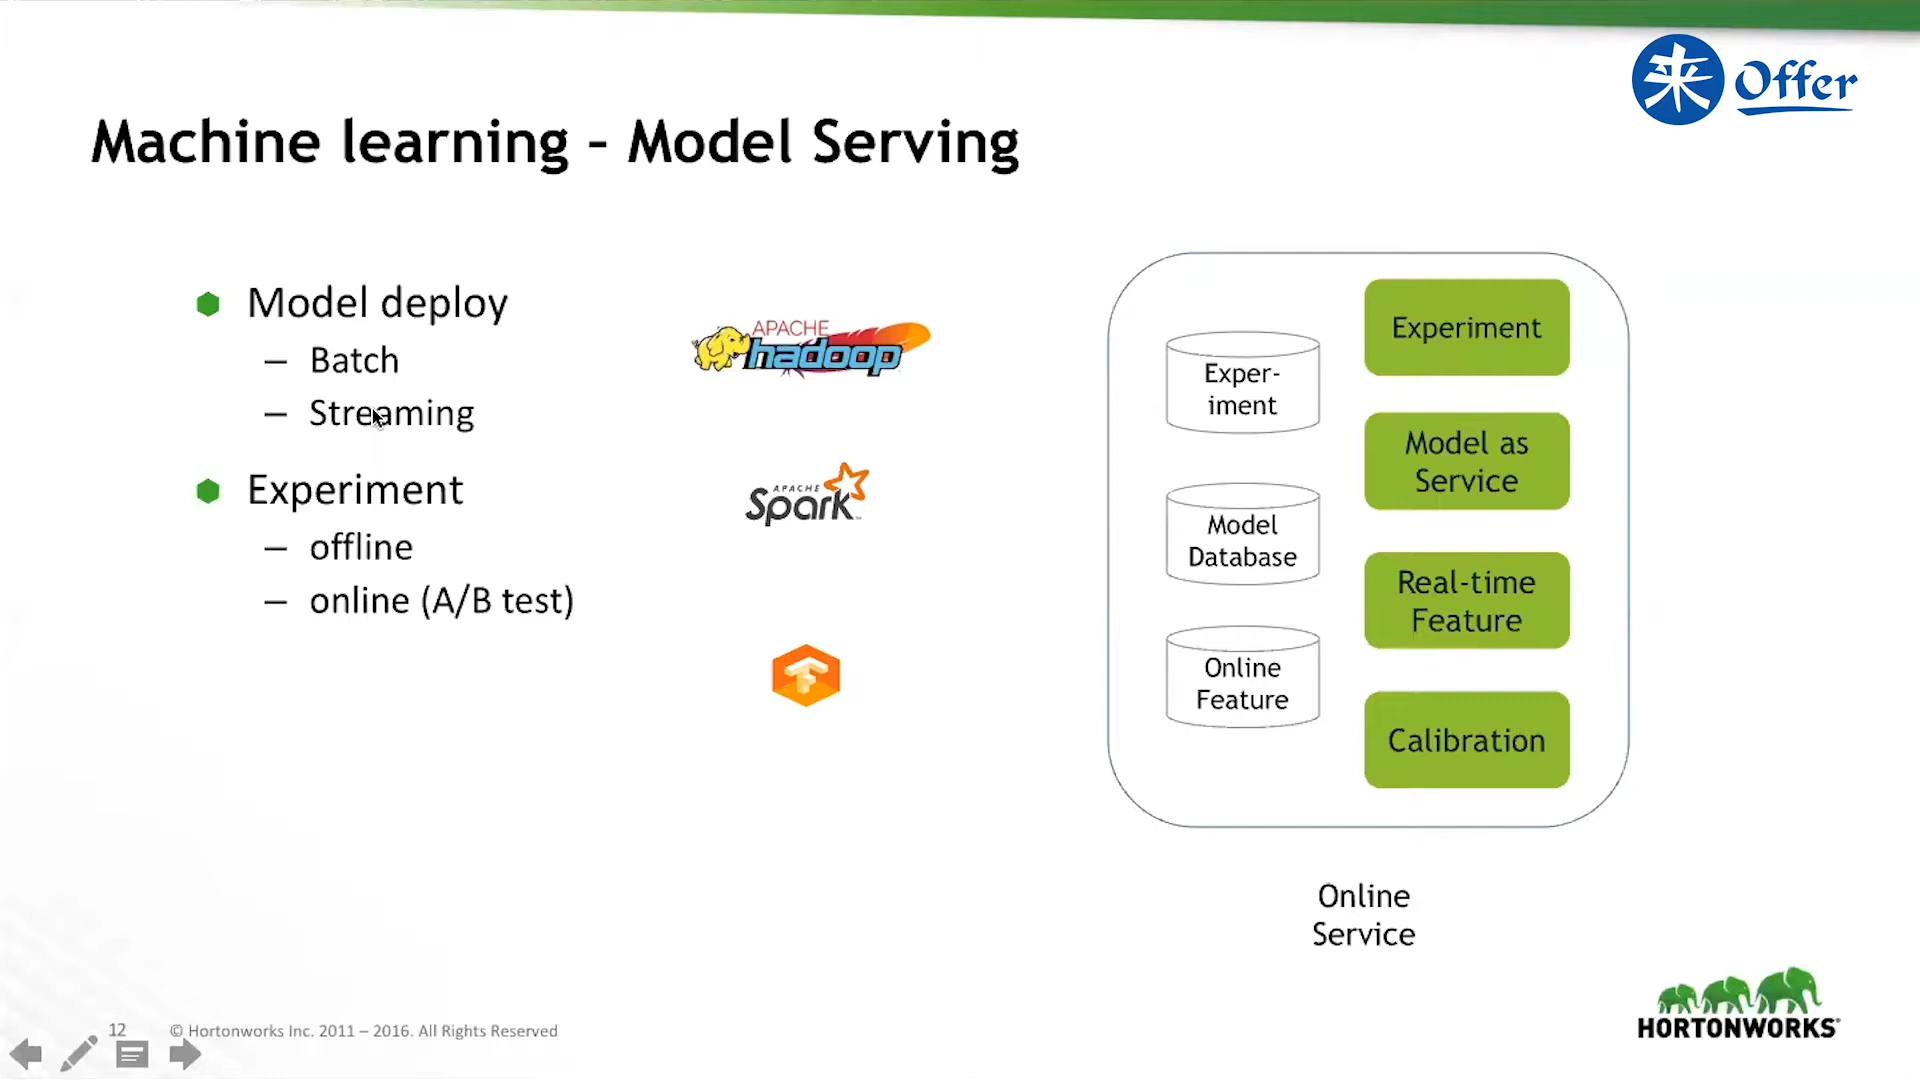 来 Offer
Machine learning – Model Serving
Model deploy
– Batch
– Streaming
Experiment
– offline
– online (A/B test)
APACHE
hadoop
APACHE
Spark™
Exper-
iment
Model
Database
Online
Feature
Experiment
Model as
Service
Real-time
Feature
Calibration
Online
Service
12
© Hortonworks Inc. 2011 – 2016. All Rights Reserved
HORTONWORKS®